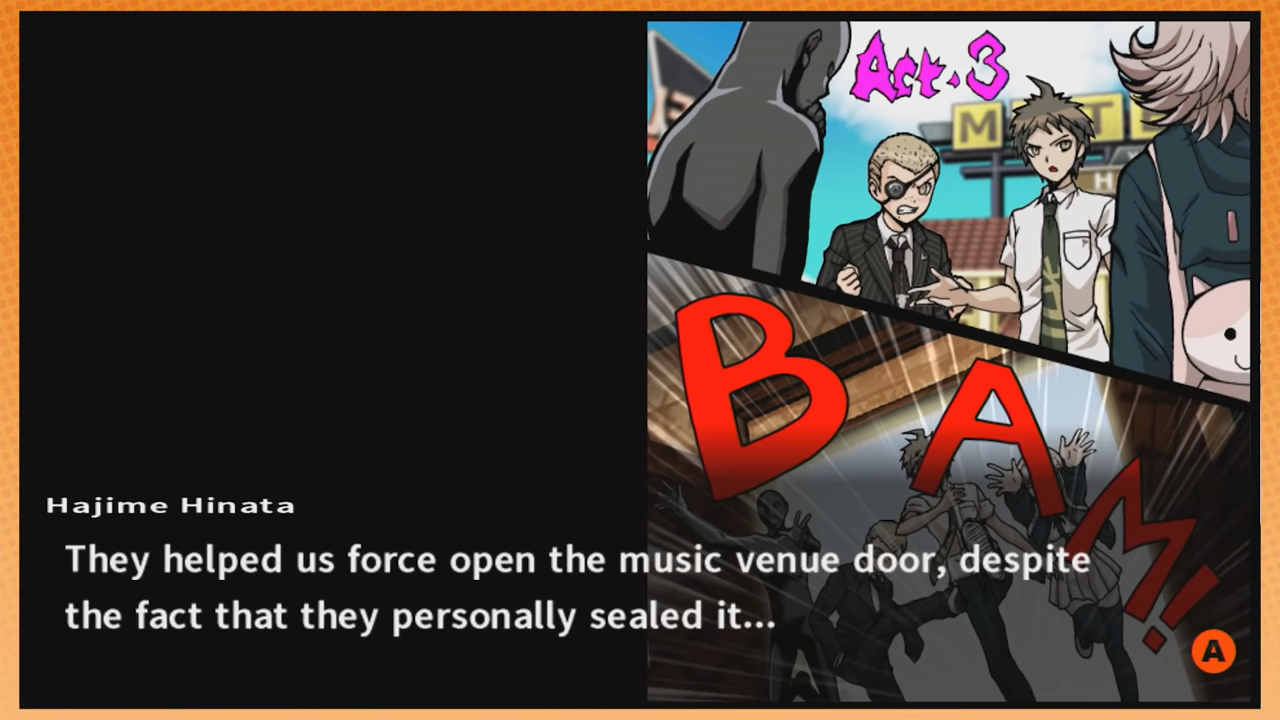 Act.3
M TE
H
BAM!
Hajime Hinata
They helped us force open the music venue door, despite
the fact that they personally sealed it...
A